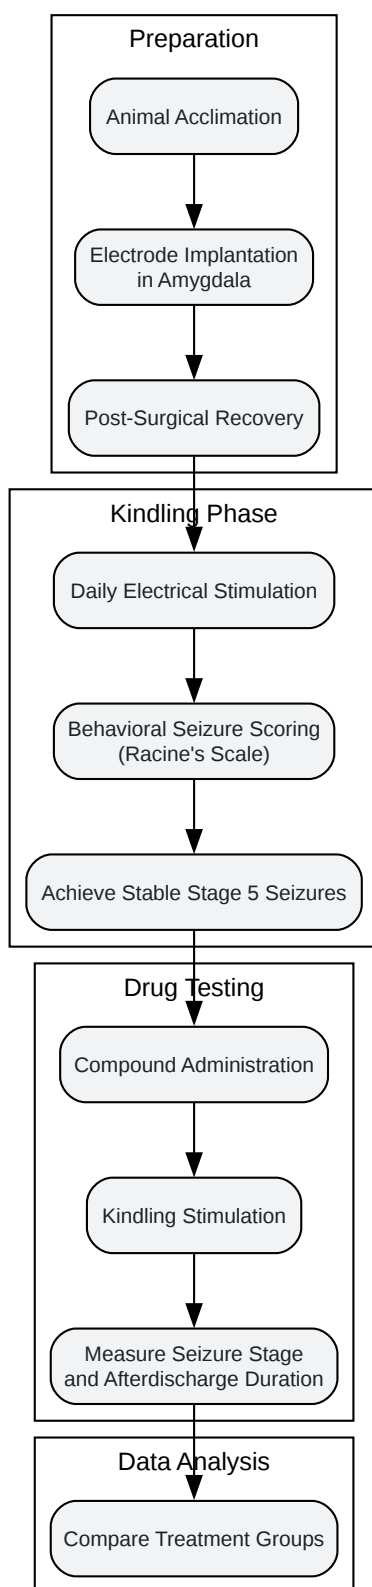 Preparation
Animal Acclimation
Electrode Implantation
in Amygdala
Post-Surgical Recovery
Kindling Phase
Daily Electrical Stimulation
Behavioral Seizure Scoring
(Racine's Scale)
Achieve Stable Stage 5 Seizures
Drug Testing
Compound Administration
Kindling Stimulation
Measure Seizure Stage
and Afterdischarge Duration
Data Analysis
Compare Treatment Groups